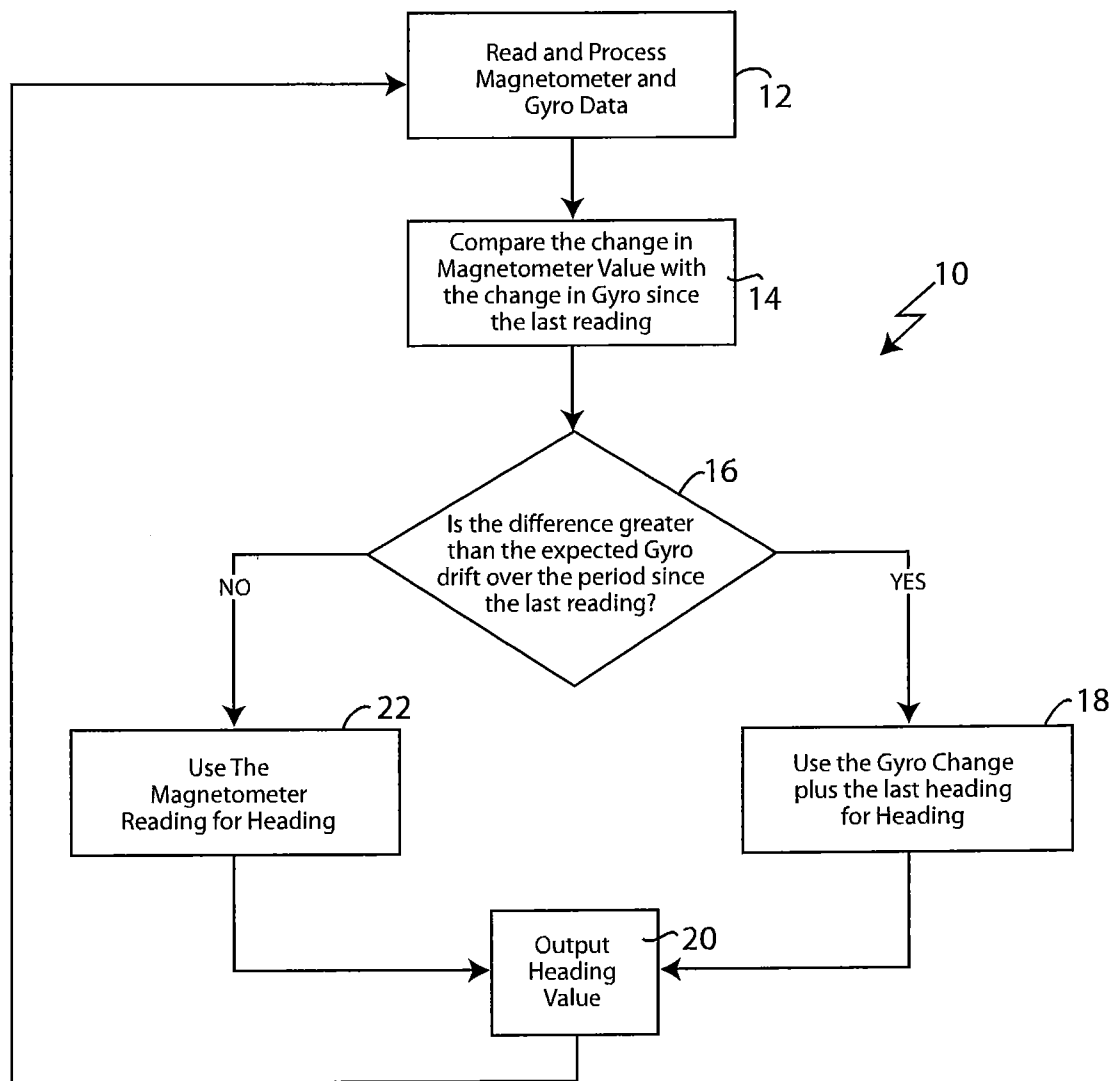 Read and Process
Magnetometer and
Gyro Data
12
Compare the change in
Magnetometer Value with
the change in Gyro since
the last reading
14
10
16
Is the difference greater
than the expected Gyro
drift over the period since
the last reading?
NO
YES
22
Use The
Magnetometer
Reading for Heading
18
Use the Gyro Change
plus the last heading
for Heading
Output
Heading
Value
20